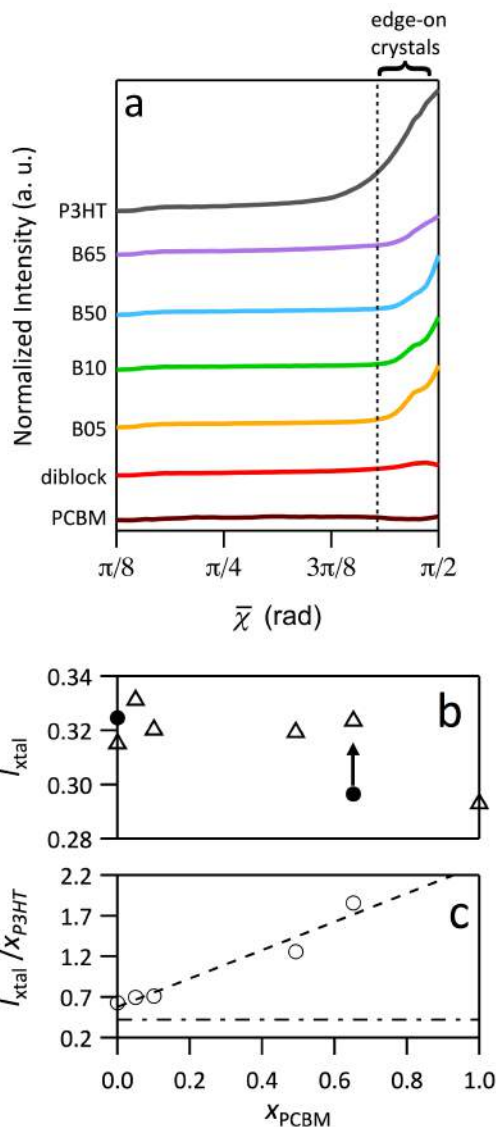 edge-on
crystals
a
Normalized Intensity (a. u.)
P3HT
B65
B50
B10
B05
diblock
PCBM
π/8 π/4 3π/8 π/2
χ̄ (rad)
b
I_xtal
0.34
0.32
0.30
0.28
c
I_xtal/x_P3HT
2.2
1.7
1.2
0.7
0.2
0.0 0.2 0.4 0.6 0.8 1.0
x_PCBM